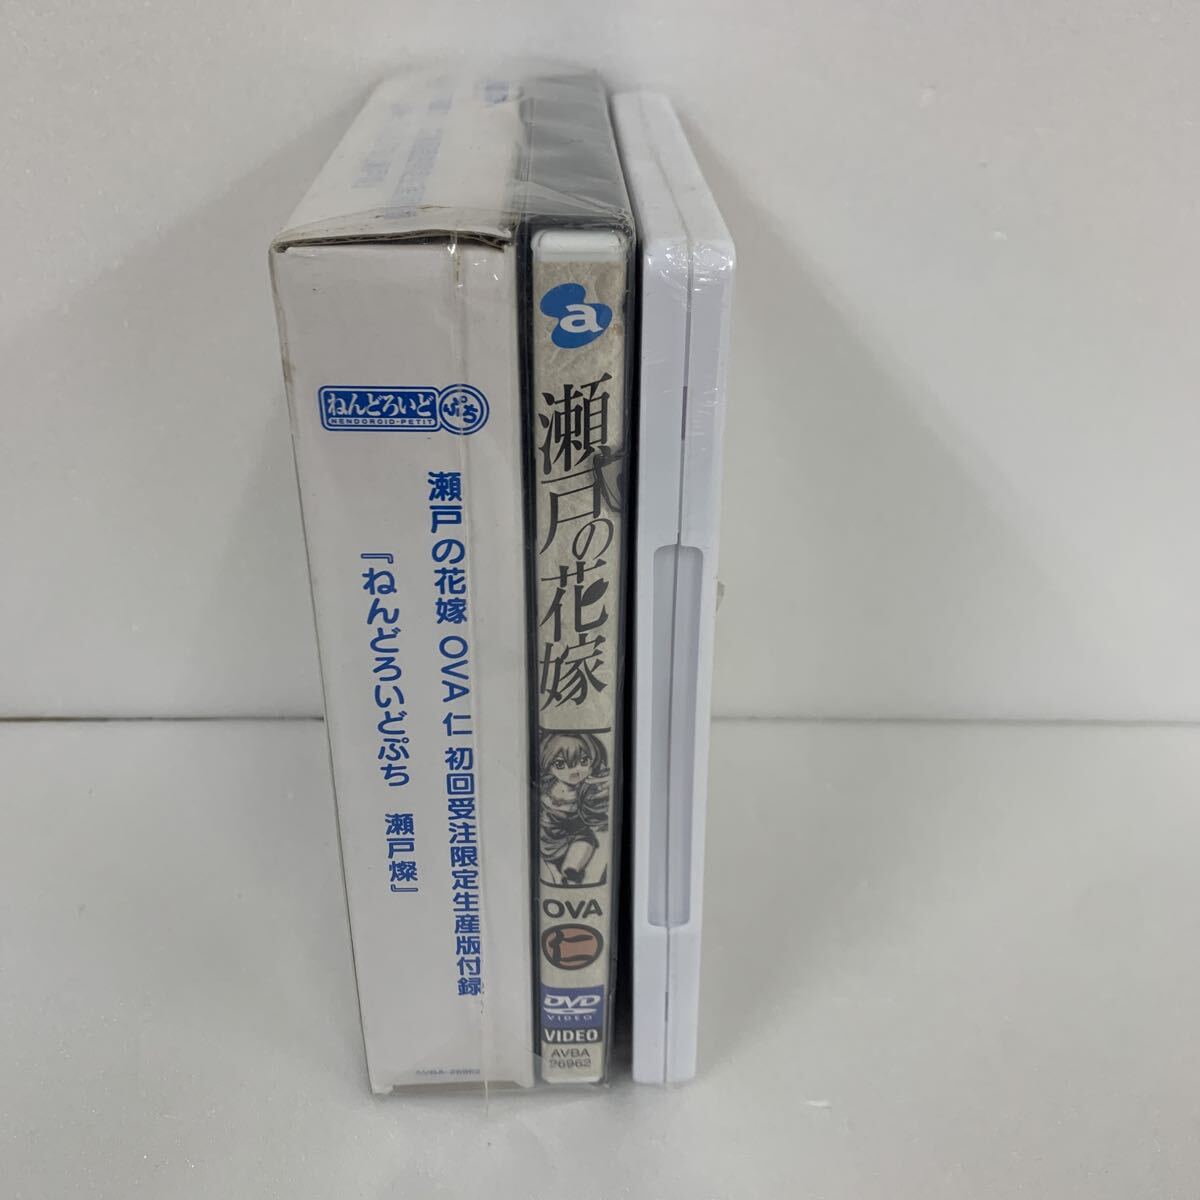 ねんどろいど
ぷち
NENDOROID-PETIT
瀬戸の花嫁 OVA 仁 初回受注限定生産版付録
『ねんどろいどぷち 瀬戸燦』
AVBA-26962
a
瀬戸の花嫁
OVA
仁
DVD
VIDEO
VIDEO
AVBA
26962